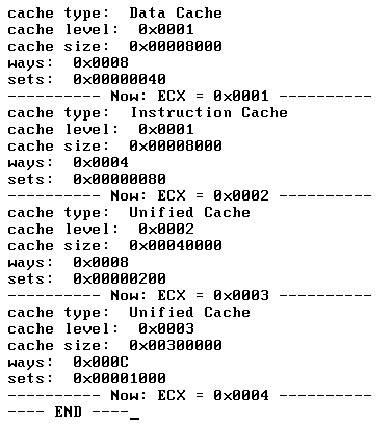 cache type:  Data Cache
cache level:  0x0001
cache size: 0x00008000
ways:  0x0008
sets:  0x00000040
---------- Now: ECX = 0x0001 ----------
cache type:  Instruction Cache
cache level:  0x0001
cache size: 0x00008000
ways:  0x0004
sets:  0x00000080
---------- Now: ECX = 0x0002 ----------
cache type:  Unified Cache
cache level:  0x0002
cache size: 0x00040000
ways:  0x0008
sets:  0x00000200
---------- Now: ECX = 0x0003 ----------
cache type:  Unified Cache
cache level:  0x0003
cache size: 0x00300000
ways:  0x000C
sets:  0x00001000
---------- Now: ECX = 0x0004 ----------
---- END ----_